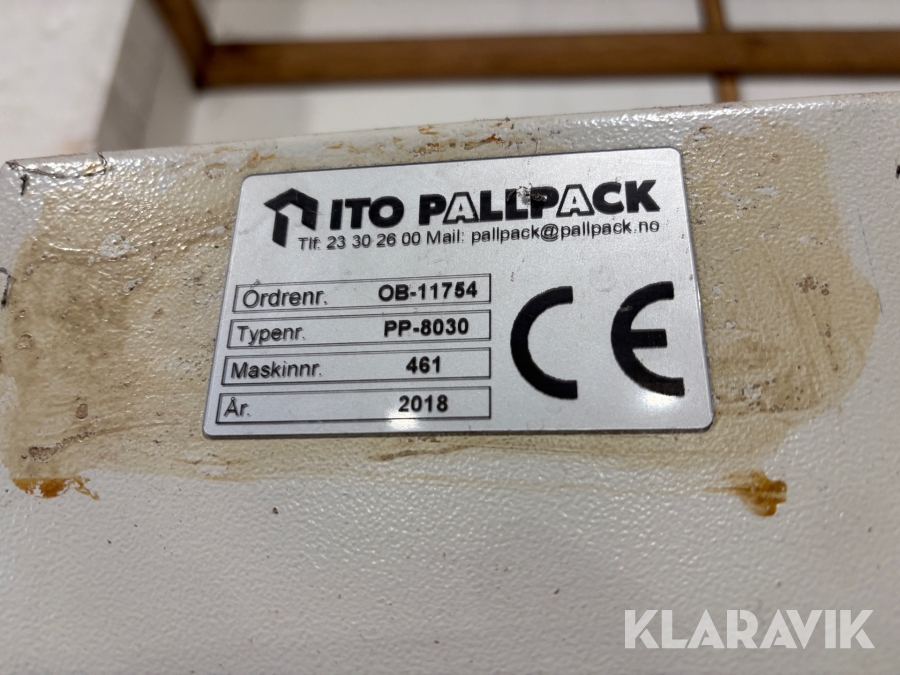 ITO PALLPACK
Tlf: 23 30 26 00 Mail: pallpack@pallpack.no
Ordrenr. OB-11754
Typenr. PP-8030
Maskinnr. 461
År. 2018
CE
KLARAVIK